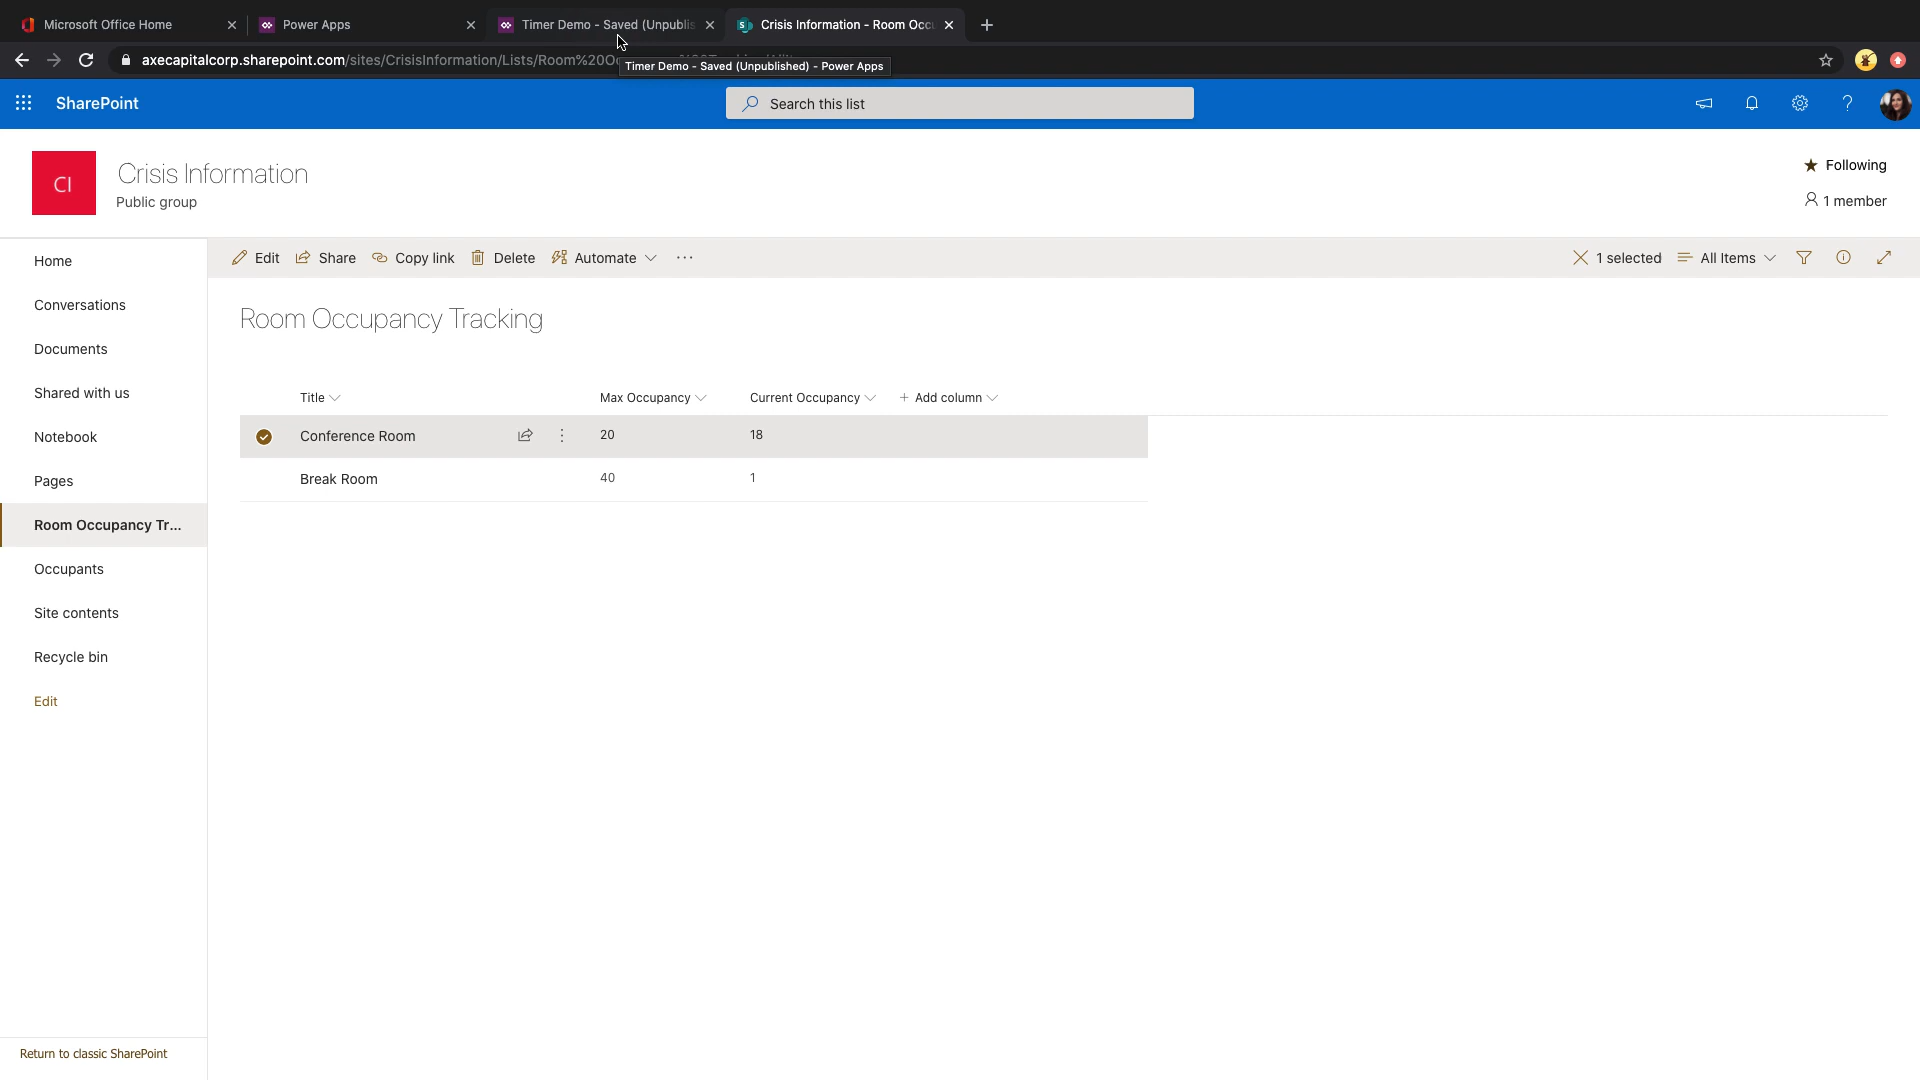 Microsoft Office Home
Power Apps
Timer Demo - Saved (Unpublis
Crisis Information - Room Occu
axecapitalcorp.sharepoint.com/sites/CrisisInformation/Lists/Room%20O
Timer Demo - Saved (Unpublished) - Power Apps
SharePoint
Search this list
CI
Crisis Information
Public group
Following
1 member
Edit
Share
Copy link
Delete
Automate
1 selected
All Items
Home
Conversations
Documents
Shared with us
Notebook
Pages
Room Occupancy Tr...
Occupants
Site contents
Recycle bin
Edit
Room Occupancy Tracking
Title
Max Occupancy
Current Occupancy
+ Add column
Conference Room
20
18
Break Room
40
1
Return to classic SharePoint